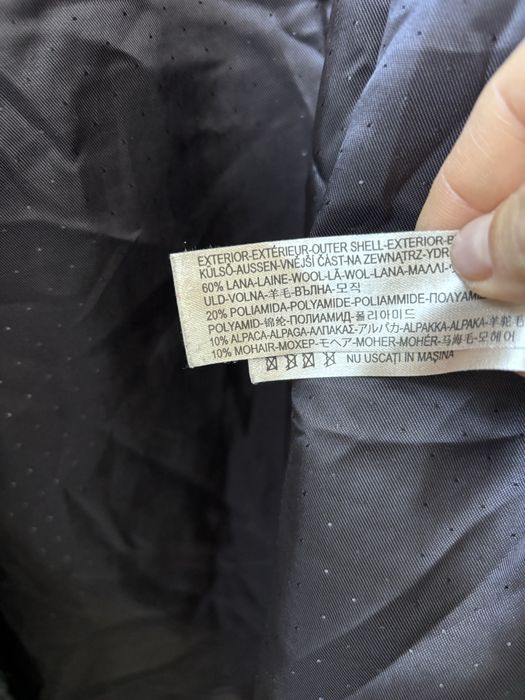 EXTERIOR-EXTÉRIEUR-OUTER SHELL-EXTERIOR-
KÜLSŐ-AUSSEN-VNĚJŠÍ ČÁST-NA ZEWNĄTRZ-YDR
60% LANA-LAINE-WOOL-LÃ-WOL-LANA-ΜΑΛΛΙ-
ULD-VOLNA-羊毛-ВЪЛНА-모직
20% POLIAMIDA-POLYAMIDE-POLIAMMIDE-ΠΟΛΥΑΜ
POLYAMID-锦纶-ПОЛИАМИД-폴리아미드
10% ALPACA-ALPAGA-ΑΛΠΑΚΑΣ-アルパカ-ALPAKKA-ALPAKA-羊鸵毛
10% MOHAIR-МОХЕР-モヘア-MOHER-MOHÉR-马海毛-모헤어
NU USCAȚI ÎN MAȘINA